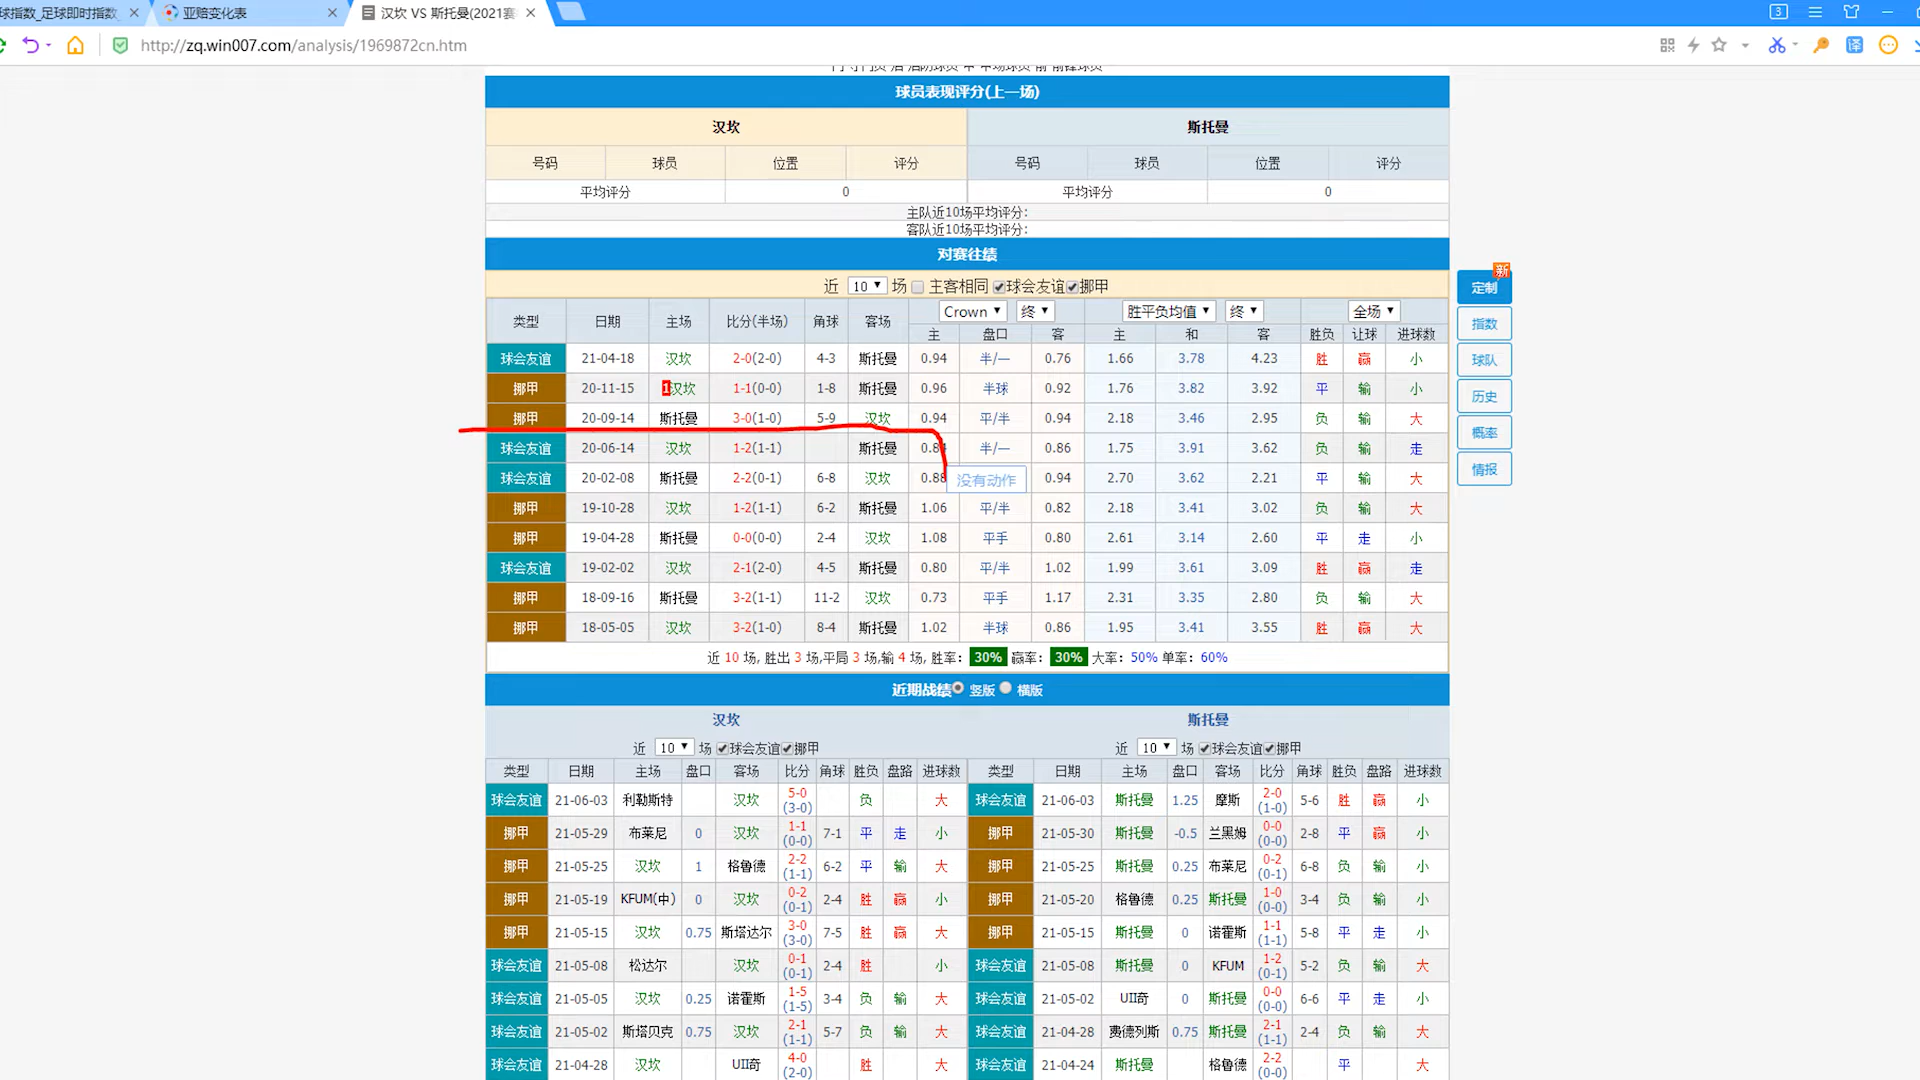 球指数_足球即时指数 亚赔变化表 汉坎 VS 斯托曼(2021赛 3
http://zq.win007.com/analysis/1969872cn.htm 译
球员表现评分(上一场)
汉坎 斯托曼
号码 球员 位置 评分 号码 球员 位置 评分
平均评分 0 平均评分 0
主队近10场平均评分:
客队近10场平均评分:
对赛往绩
近 10 场 主客相同 球会友谊 挪甲
类型 日期 主场 比分(半场) 角球 客场 Crown 终 胜平负均值 终 全场
主 盘口 客 主 和 客 胜负 让球 进球数
球会友谊 21-04-18 汉坎 2-0(2-0) 4-3 斯托曼 0.94 半/一 0.76 1.66 3.78 4.23 胜 赢 小
挪甲 20-11-15 1汉坎 1-1(0-0) 1-8 斯托曼 0.96 半球 0.92 1.76 3.82 3.92 平 输 小
挪甲 20-09-14 斯托曼 3-0(1-0) 5-9 汉坎 0.94 平/半 0.94 2.18 3.46 2.95 负 输 大
球会友谊 20-06-14 汉坎 1-2(1-1) 斯托曼 0.84 半/一 0.86 1.75 3.91 3.62 负 输 走
球会友谊 20-02-08 斯托曼 2-2(0-1) 6-8 汉坎 0.88 没有动作 0.94 2.70 3.62 2.21 平 输 大
挪甲 19-10-28 汉坎 1-2(1-1) 6-2 斯托曼 1.06 平/半 0.82 2.18 3.41 3.02 负 输 大
挪甲 19-04-28 斯托曼 0-0(0-0) 2-4 汉坎 1.08 平手 0.80 2.61 3.14 2.60 平 走 小
球会友谊 19-02-02 汉坎 2-1(2-0) 4-5 斯托曼 0.80 平/半 1.02 1.99 3.61 3.09 胜 赢 走
挪甲 18-09-16 斯托曼 3-2(1-1) 11-2 汉坎 0.73 平手 1.17 2.31 3.35 2.80 负 输 大
挪甲 18-05-05 汉坎 3-2(1-0) 8-4 斯托曼 1.02 半球 0.86 1.95 3.41 3.55 胜 赢 大
近 10 场, 胜出 3 场,平局 3 场,输 4 场, 胜率: 30% 赢率: 30% 大率: 50% 单率: 60%
近期战绩 竖版 横版
汉坎 斯托曼
近 10 场 球会友谊 挪甲 近 10 场 球会友谊 挪甲
类型 日期 主场 盘口 客场 比分 角球 胜负 盘路 进球数 类型 日期 主场 盘口 客场 比分 角球 胜负 盘路 进球数
球会友谊 21-06-03 利勒斯特 汉坎 5-0 (3-0) 负 大 球会友谊 21-06-03 斯托曼 1.25 摩斯 2-0 (1-0) 5-6 胜 赢 小
挪甲 21-05-29 布莱尼 0 汉坎 1-1 (0-0) 7-1 平 走 小 挪甲 21-05-30 斯托曼 -0.5 兰黑姆 0-0 (0-0) 2-8 平 赢 小
挪甲 21-05-25 汉坎 1 格鲁德 2-2 (1-1) 6-2 平 输 大 挪甲 21-05-25 斯托曼 0.25 布莱尼 0-2 (0-1) 6-8 负 输 小
挪甲 21-05-19 KFUM(中) 0 汉坎 0-2 (0-1) 2-4 胜 赢 小 挪甲 21-05-20 格鲁德 0.25 斯托曼 1-0 (0-0) 3-4 负 输 小
挪甲 21-05-15 汉坎 0.75 斯塔达尔 3-0 (3-0) 7-5 胜 赢 大 挪甲 21-05-15 斯托曼 0 诺霍斯 1-1 (1-1) 5-8 平 走 小
球会友谊 21-05-08 松达尔 汉坎 0-1 (0-1) 2-4 胜 小 球会友谊 21-05-08 斯托曼 0 KFUM 1-2 (0-1) 5-2 负 输 大
球会友谊 21-05-05 汉坎 0.25 诺霍斯 1-5 (1-5) 3-4 负 输 大 球会友谊 21-05-02 UII奇 0 斯托曼 0-0 (0-0) 6-6 平 走 小
球会友谊 21-05-02 斯塔贝克 0.75 汉坎 2-1 (1-1) 5-7 负 输 大 球会友谊 21-04-28 费德列斯 0.75 斯托曼 2-1 (1-1) 2-4 负 输 大
球会友谊 21-04-28 汉坎 UII奇 4-0 (2-0) 胜 大 球会友谊 21-04-24 斯托曼 格鲁德 2-2 (0-0) 平 大
新
定制
指数
球队
历史
概率
情报